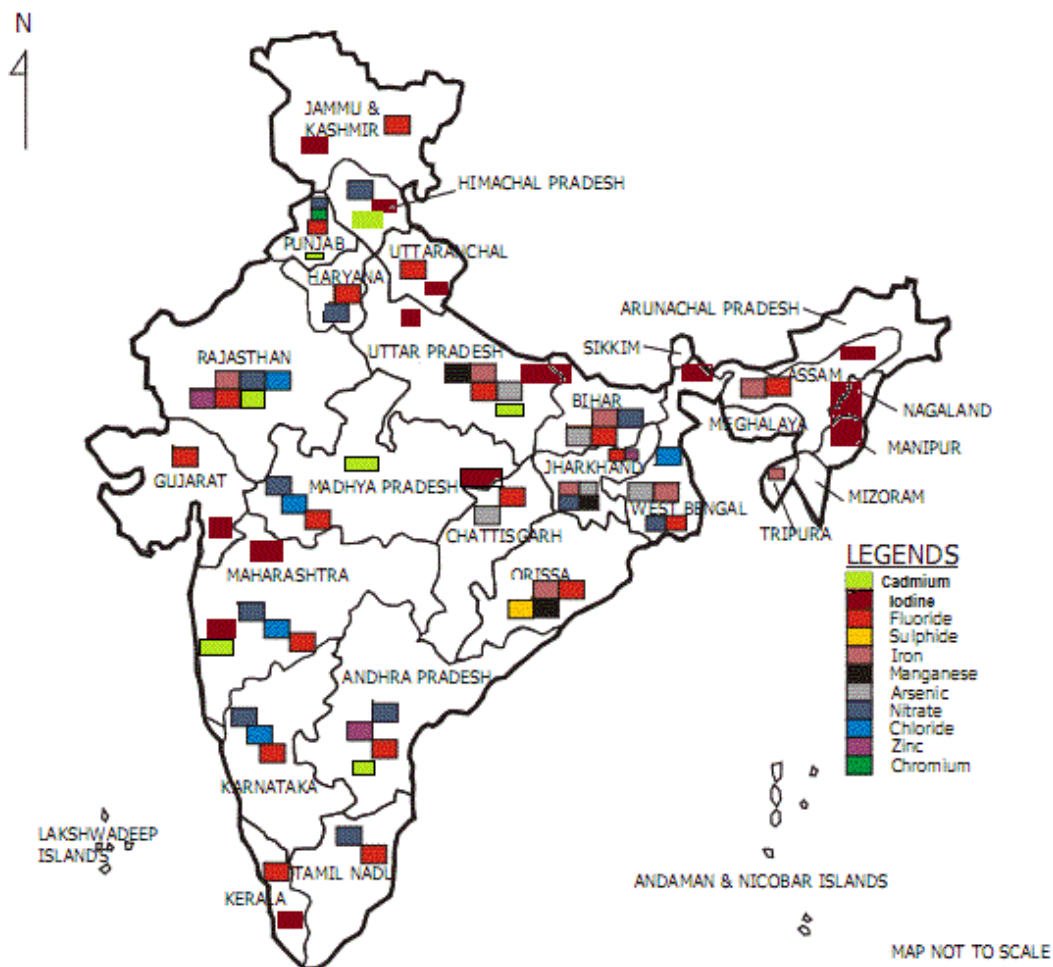 N
JAMMU &
KASHMIR
HIMACHAL PRADESH
PUNJAB
UTTARANCHAL
HARYANA
ARUNACHAL PRADESH
SIKKIM
RAJASTHAN
UTTAR PRADESH
ASSAM
BIHAR
NAGALAND
MEGHALAYA
MANIPUR
JHARKHAND
GUJARAT
MADHYA PRADESH
MIZORAM
WEST BENGAL
TRIPURA
CHATTISGARH
MAHARASHTRA
ORISSA
LEGENDS
Cadmium
Iodine
Fluoride
Sulphide
Iron
Manganese
Arsenic
Nitrate
Chloride
Zinc
Chromium
ANDHRA PRADESH
KARNATAKA
LAKSHWADEEP
ISLANDS
TAMIL NADU
KERALA
ANDAMAN & NICOBAR ISLANDS
MAP NOT TO SCALE